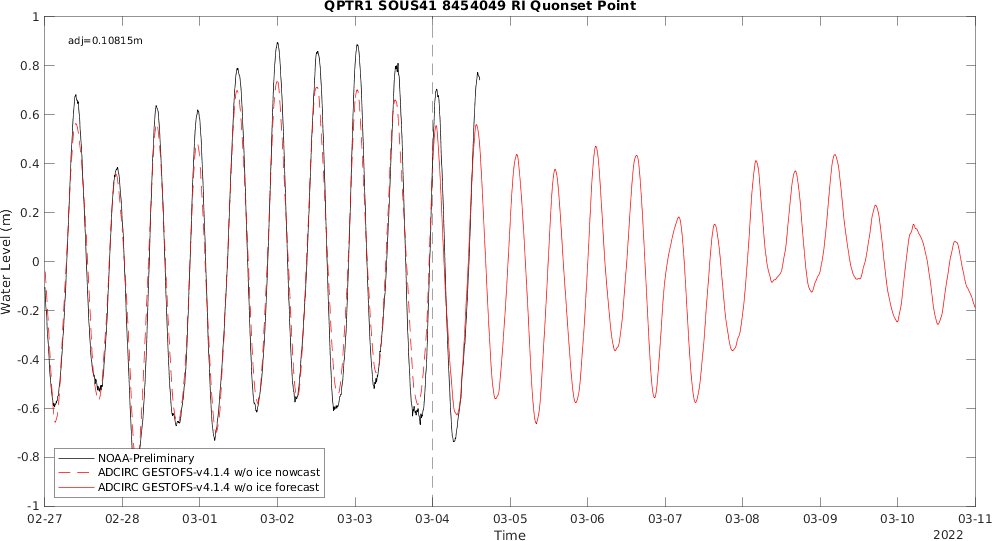 QPTR1 SOUS41 8454049 RI Quonset Point
adj=0.10815m
1
0.8
0.6
0.4
0.2
0
-0.2
-0.4
-0.6
-0.8
-1
Water Level (m)
NOAA-Preliminary
ADCIRC GESTOFS-v4.1.4 w/o ice nowcast
ADCIRC GESTOFS-v4.1.4 w/o ice forecast
02-27 02-28 03-01 03-02 03-03 03-04 03-05 03-06 03-07 03-08 03-09 03-10 03-11
Time
2022